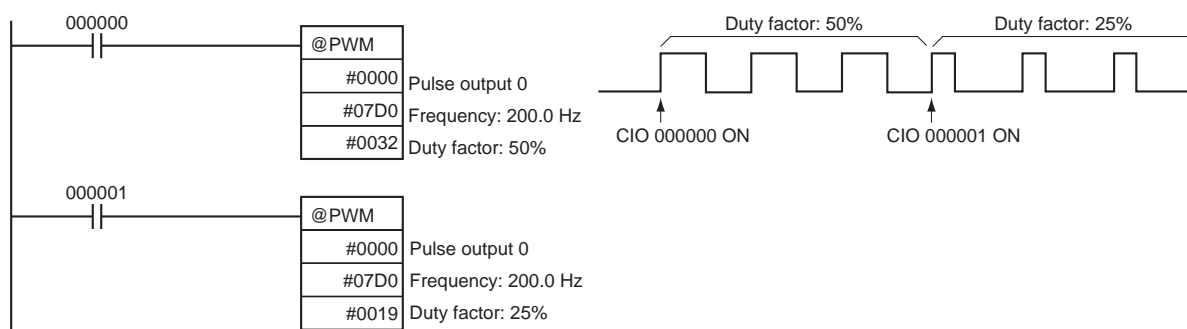 000000
@PWM
#0000 Pulse output 0
#07D0 Frequency: 200.0 Hz
#0032 Duty factor: 50%
Duty factor: 50%
Duty factor: 25%
CIO 000000 ON
CIO 000001 ON
000001
@PWM
#0000 Pulse output 0
#07D0 Frequency: 200.0 Hz
#0019 Duty factor: 25%